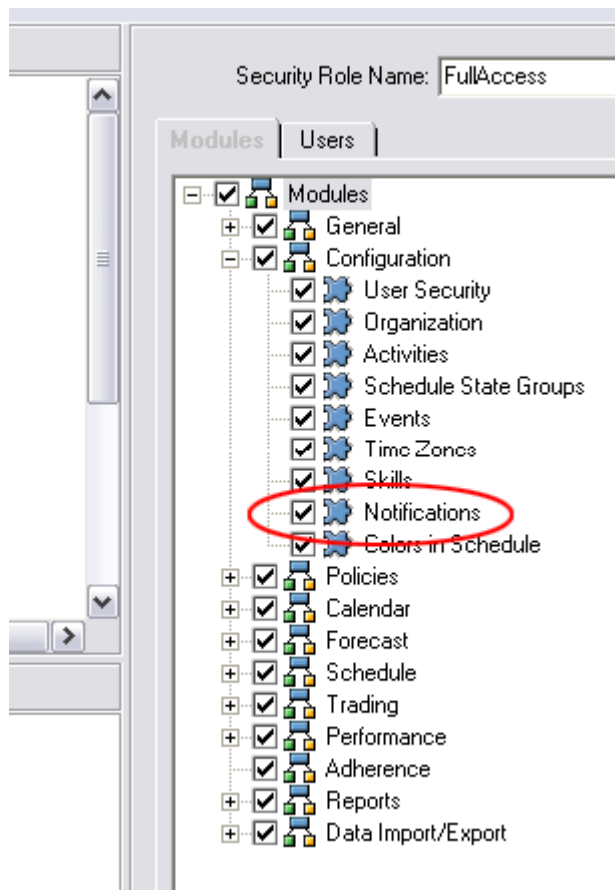 Security Role Name: FullAccess
Modules Users
Modules
General
Configuration
User Security
Organization
Activities
Schedule State Groups
Events
Time Zones
Skills
Notifications
Colors in Schedule
Policies
Calendar
Forecast
Schedule
Trading
Performance
Adherence
Reports
Data Import/Export